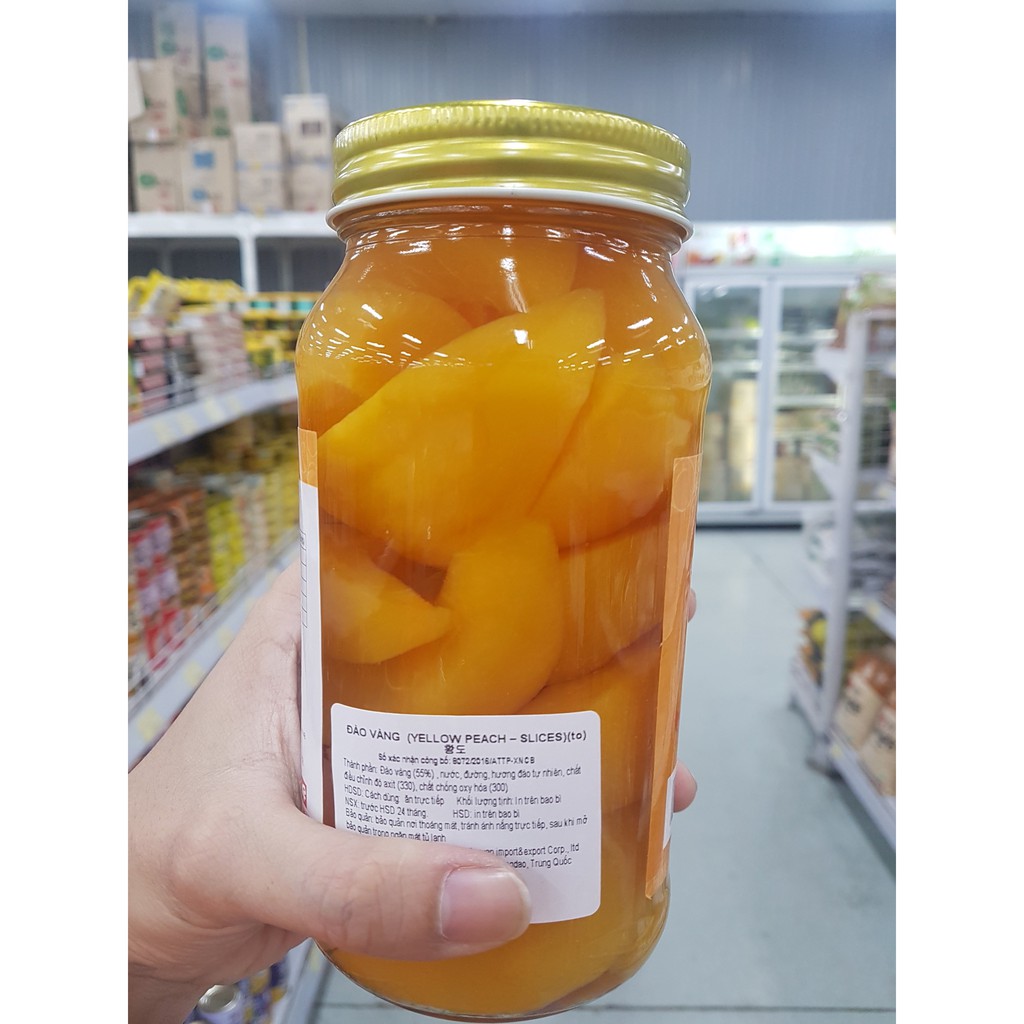 ĐÀO VÀNG (YELLOW PEACH – SLICES)(to)
황도
Số xác nhận công bố: 8072/2016/ATTP-XNCB
Thành phần: Đào vàng (55%) , nước, đường, hương đào tự nhiên, chất
điều chỉnh độ axit (330), chất chống oxy hóa (300)
HDSD: Cách dùng ăn trực tiếp Khối lượng tịnh: In trên bao bì
NSX: trước HSD 24 tháng. HSD: in trên bao bì
Bảo quản: bảo quản nơi thoáng mát, tránh ánh nắng trực tiếp, sau khi mở
bảo quản trong ngăn mát tủ lạnh
import&export Corp., ltd
Trung Quốc